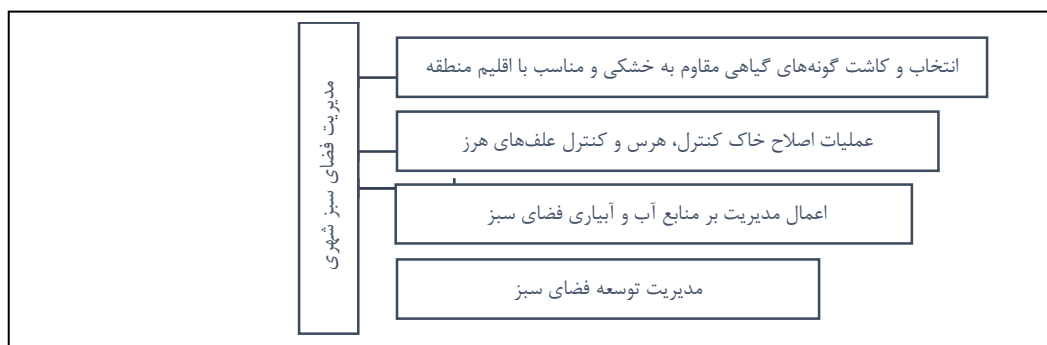 مدیریت فضای سبز شهری
انتخاب و کاشت گونه‌های گیاهی مقاوم به خشکی و مناسب با اقلیم منطقه
عملیات اصلاح خاک کنترل، هرس و کنترل علف‌های هرز
اعمال مدیریت بر منابع آب و آبیاری فضای سبز
مدیریت توسعه فضای سبز